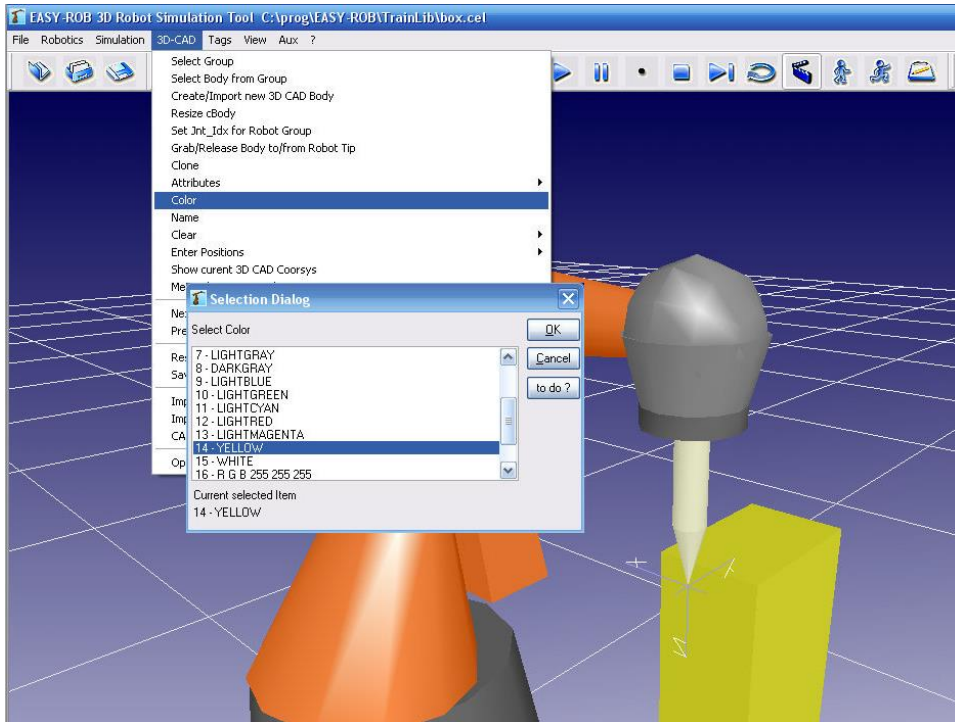 EASY-ROB 3D Robot Simulation Tool C:\prog\EASY-ROB\TrainLib\box.cel
File Robotics Simulation 3D-CAD Tags View Aux ?
Select Group
Select Body from Group
Create/Import new 3D CAD Body
Resize cBody
Set Jnt_Idx for Robot Group
Grab/Release Body to/from Robot Tip
Clone
Attributes
Color
Name
Clear
Enter Positions
Show curent 3D CAD Coorsys
Selection Dialog
Select Color
OK
Cancel
to do ?
7 - LIGHTGRAY
8 - DARKGRAY
9 - LIGHTBLUE
10 - LIGHTGREEN
11 - LIGHTCYAN
12 - LIGHTRED
13 - LIGHTMAGENTA
14 - YELLOW
15 - WHITE
16 - R G B 255 255 255
Current selected Item
14 - YELLOW
CA
Op
X
Y
Z